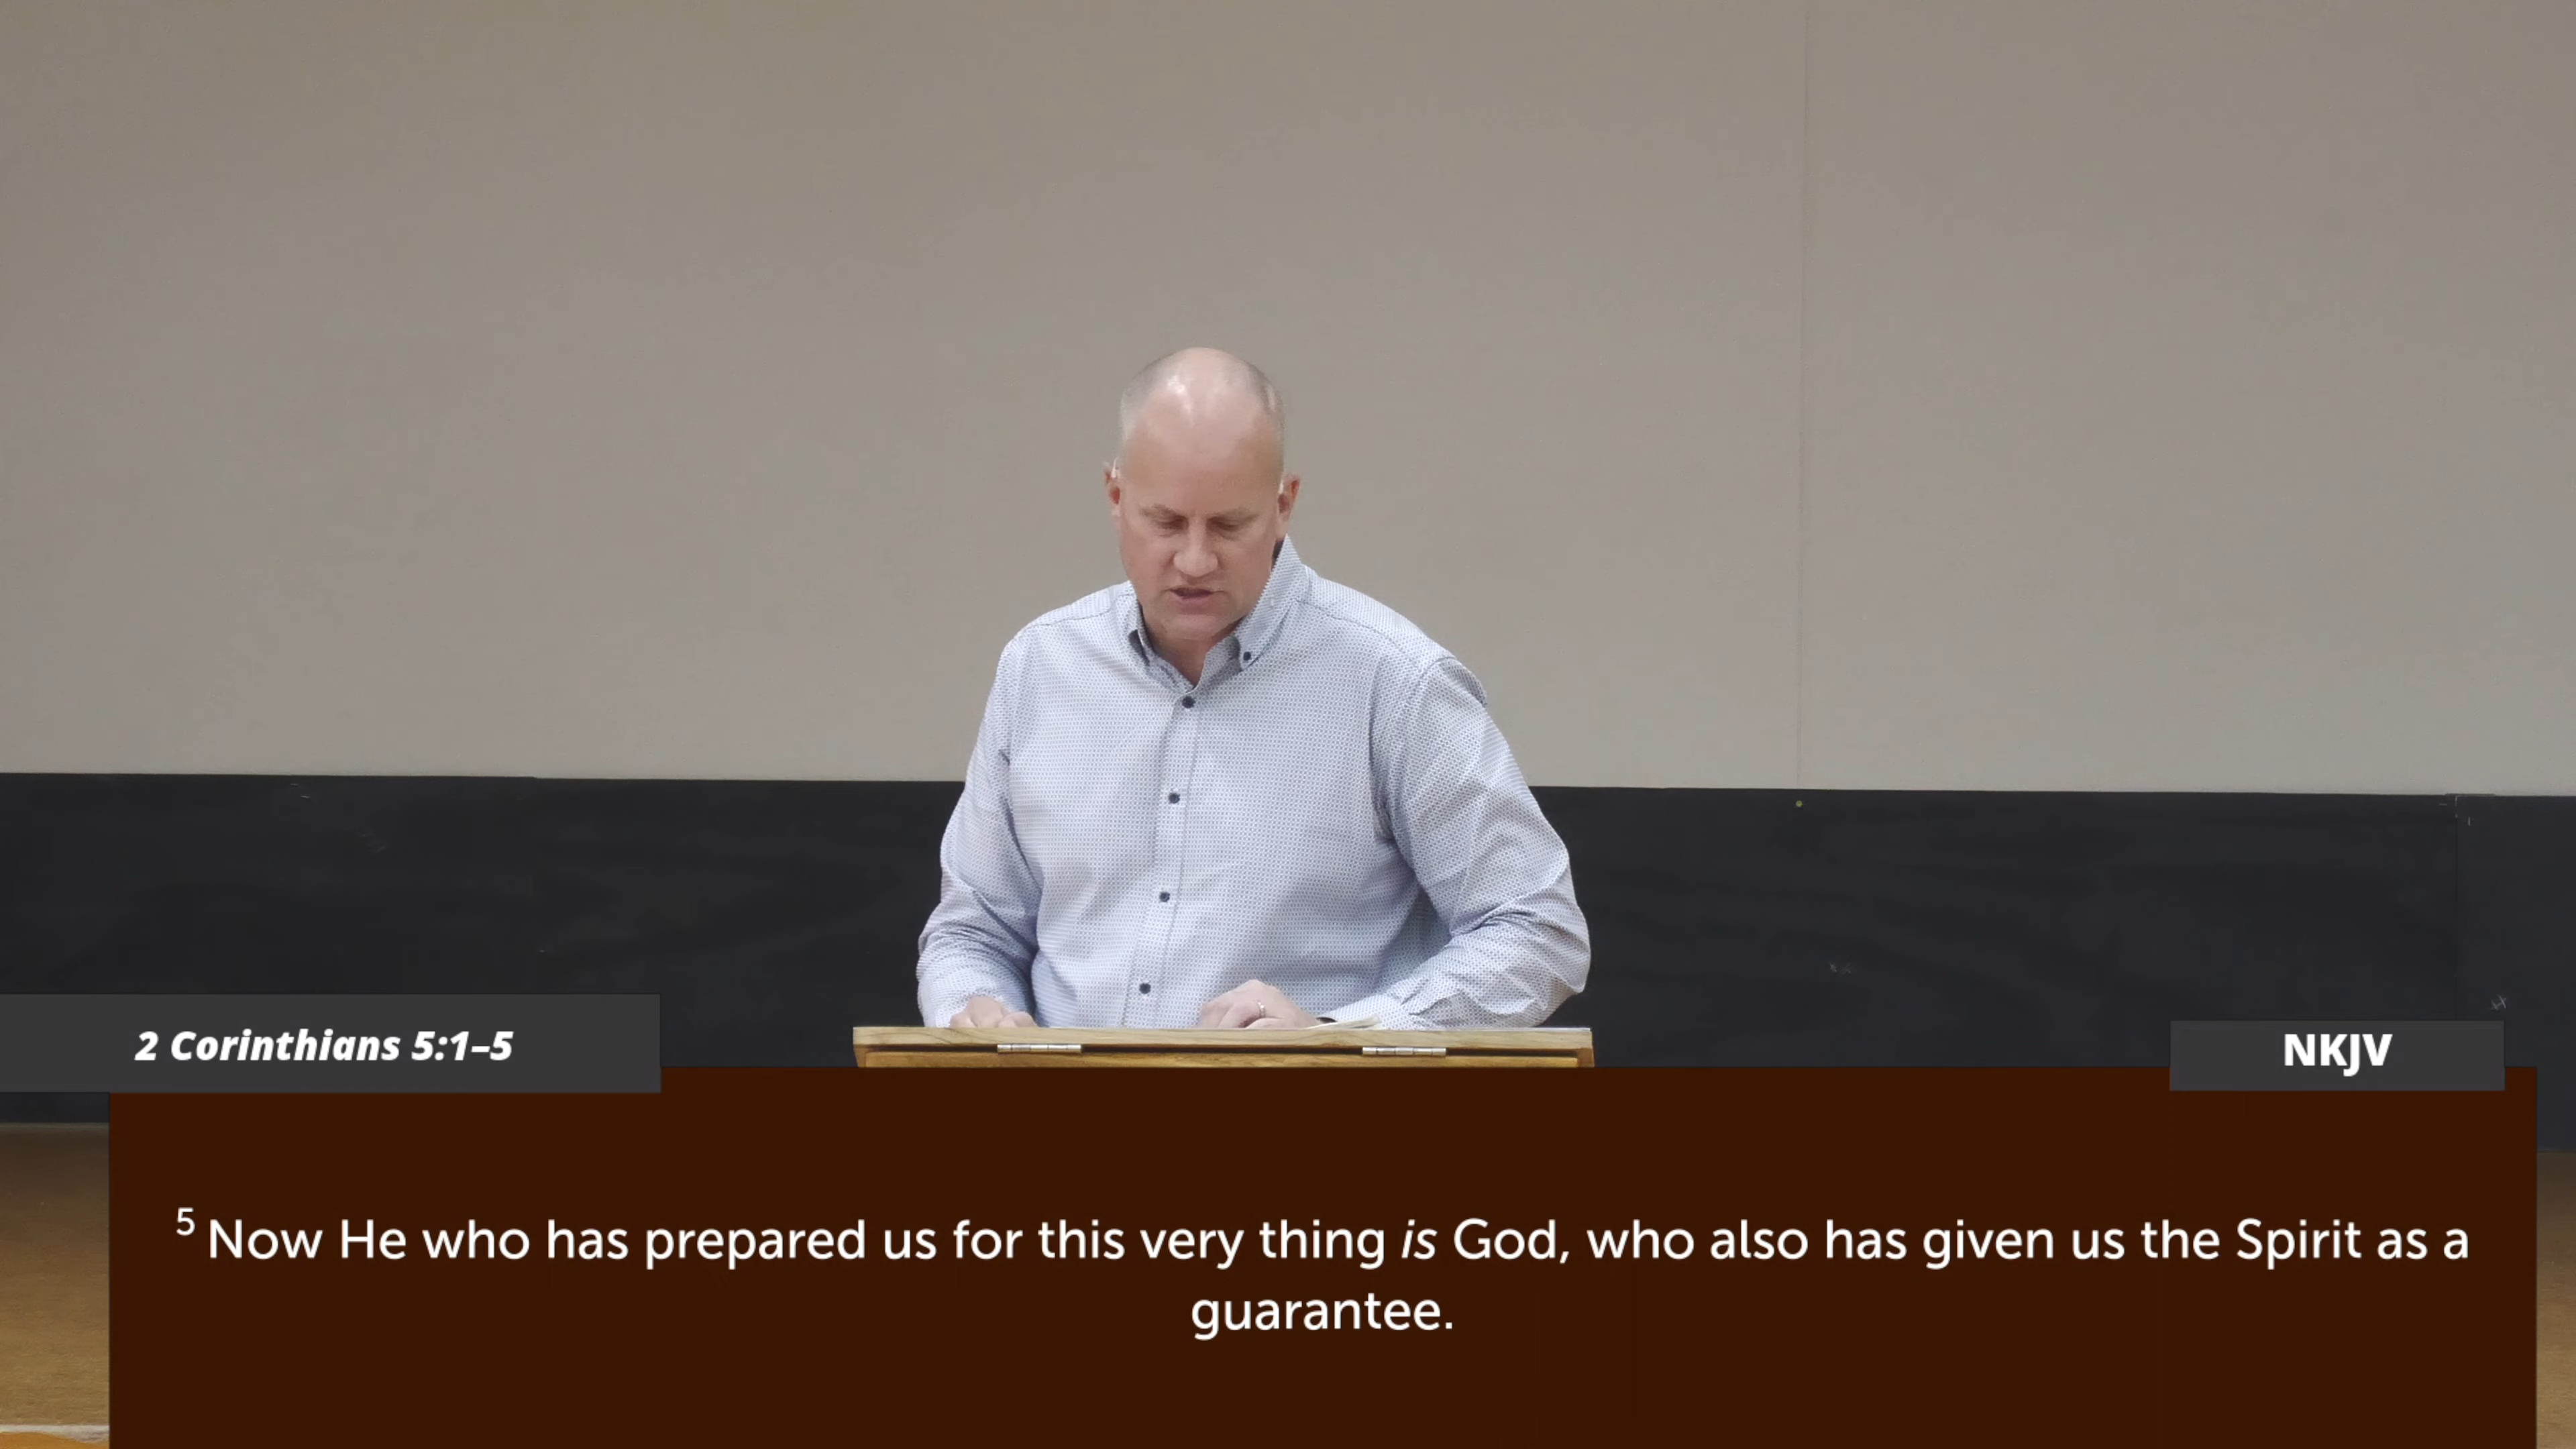 2 Corinthians 5:1–5
NKJV
5 Now He who has prepared us for this very thing is God, who also has given us the Spirit as a
guarantee.